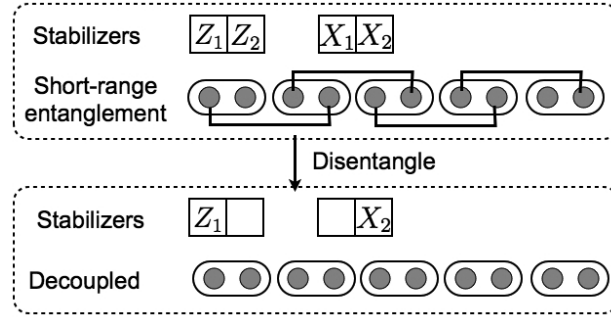 Stabilizers Z₁ Z₂ X₁ X₂
Short-range
entanglement
Disentangle
Stabilizers Z₁ X₂
Decoupled